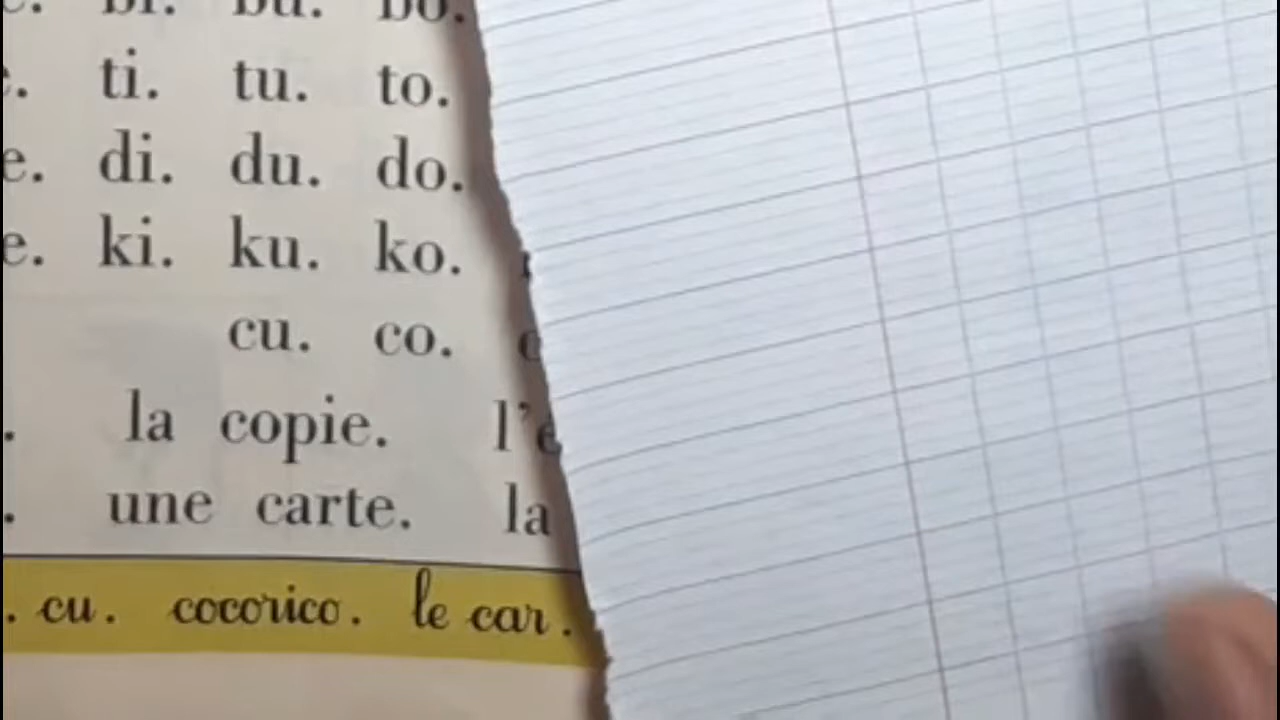 bi. bu. bo.
ti. tu. to.
e. di. du. do.
e. ki. ku. ko.
cu. co.
la copie. l'é
. une carte. la
. cu. cocorico. le car.